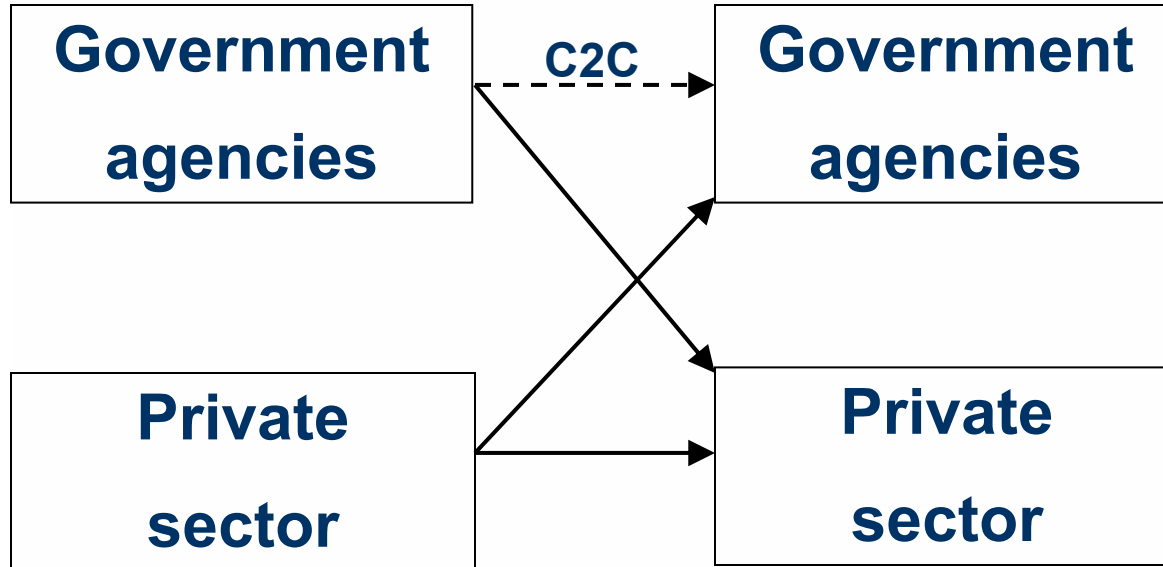 Government
agencies
C2C
Government
agencies
Private
sector
Private
sector